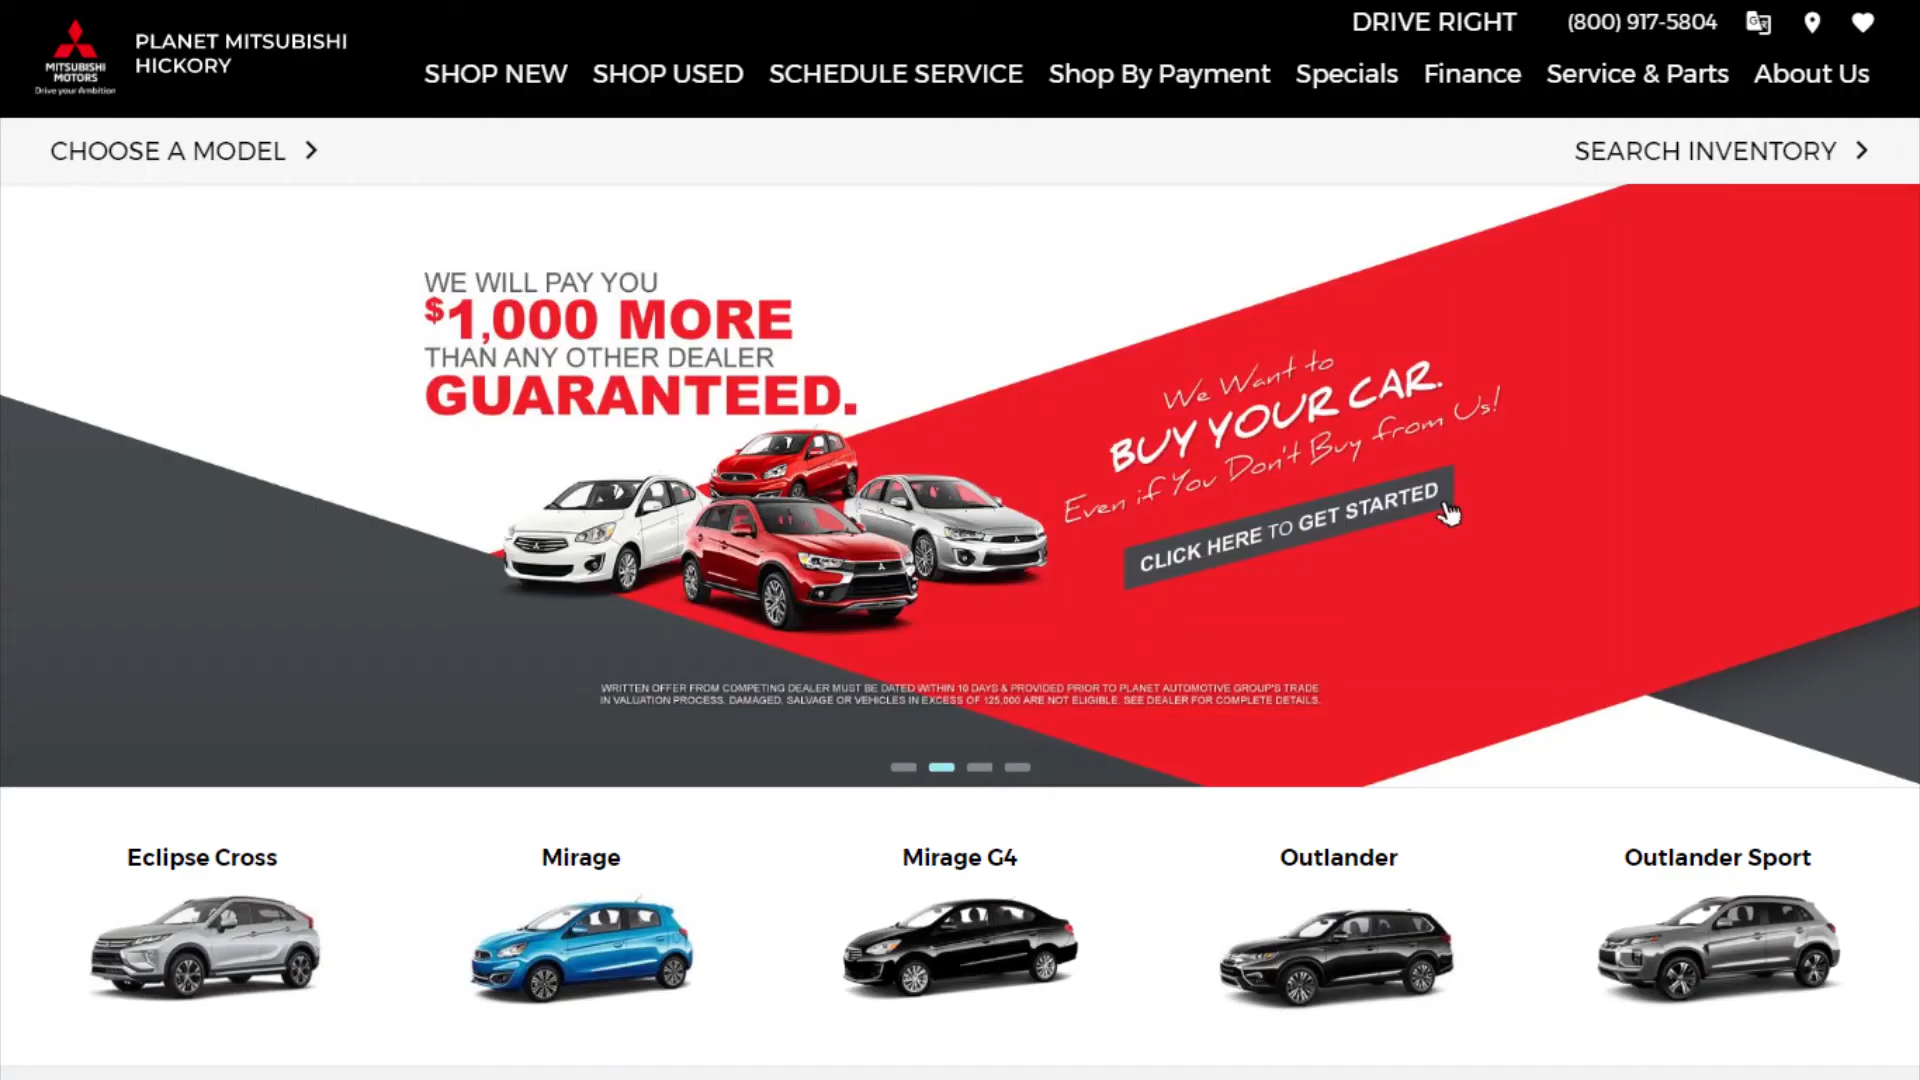 DRIVE RIGHT (800) 917-5804
MITSUBISHI
MOTORS
Drive your Ambition
PLANET MITSUBISHI
HICKORY
SHOP NEW SHOP USED SCHEDULE SERVICE Shop By Payment Specials Finance Service & Parts About Us
CHOOSE A MODEL
SEARCH INVENTORY
WE WILL PAY YOU
$1,000 MORE
THAN ANY OTHER DEALER
GUARANTEED.
We Want to
BUY YOUR CAR.
Even if You Don't Buy from Us!
CLICK HERE TO GET STARTED
WRITTEN OFFER FROM COMPETING DEALER MUST BE DATED WITHIN 10 DAYS & PROVIDED PRIOR TO PLANET AUTOMOTIVE GROUP'S TRADE
IN VALUATION PROCESS. DAMAGED, SALVAGE OR VEHICLES IN EXCESS OF 125,000 ARE NOT ELIGIBLE. SEE DEALER FOR COMPLETE DETAILS.
Eclipse Cross
Mirage
Mirage G4
Outlander
Outlander Sport